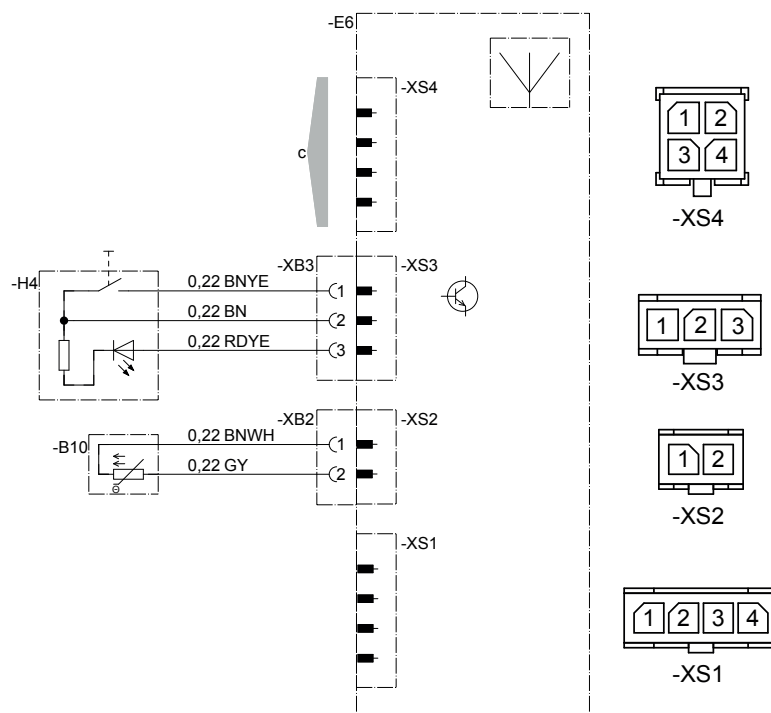 -E6
-XS4
c
1 2
3 4
-XS4
-XB3
-XS3
-H4
0,22 BNYE
1
0,22 BN
2
0,22 RDYE
3
1 2 3
-XS3
-XB2
-XS2
-B10
0,22 BNWH
1
0,22 GY
2
Θ
1 2
-XS2
-XS1
1 2 3 4
-XS1